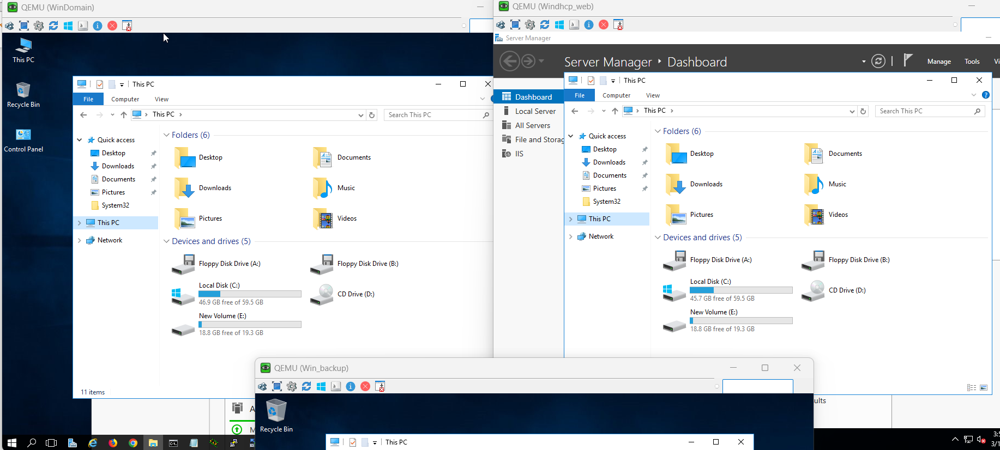 QEMU (WinDomain)
This PC
Recycle Bin
Control Panel
This PC
File Computer View
This PC
Search This PC
Quick access
Desktop
Downloads
Documents
Pictures
System32
This PC
Network
Folders (6)
Desktop
Documents
Downloads
Music
Pictures
Videos
Devices and drives (5)
Floppy Disk Drive (A:)
Floppy Disk Drive (B:)
Local Disk (C:)
46.9 GB free of 59.5 GB
CD Drive (D:)
New Volume (E:)
18.8 GB free of 19.3 GB
11 items
QEMU (Windhcp_web)
Server Manager
Server Manager Dashboard
Manage Tools
Dashboard
Local Server
All Servers
File and Storag
IIS
This PC
File Computer View
This PC
Search This PC
Quick access
Desktop
Downloads
Documents
Pictures
System32
This PC
Network
Folders (6)
Desktop
Documents
Downloads
Music
Pictures
Videos
Devices and drives (5)
Floppy Disk Drive (A:)
Floppy Disk Drive (B:)
Local Disk (C:)
45.7 GB free of 59.5 GB
CD Drive (D:)
New Volume (E:)
18.8 GB free of 19.3 GB
QEMU (Win_backup)
Recycle Bin
This PC